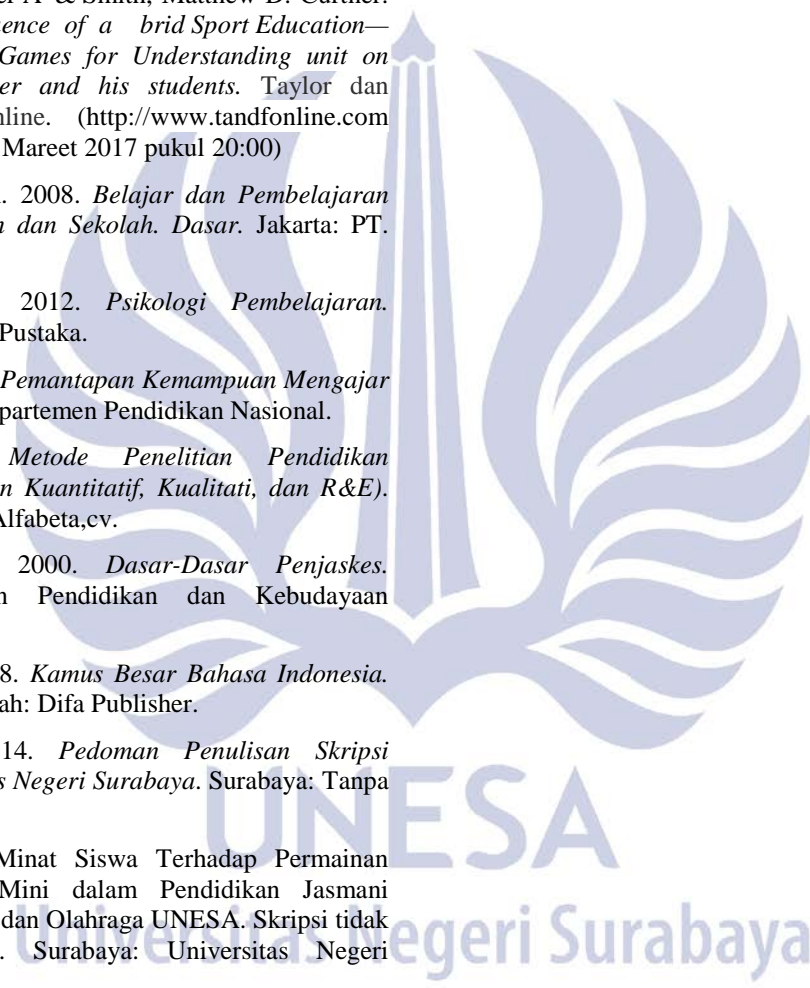 & Smith, Matthew D. Curtner.
uence of a brid Sport Education—
Games for Understanding unit on
er and his students. Taylor dan
nline. (http://www.tandfonline.com
Mareet 2017 pukul 20:00)
. 2008. Belajar dan Pembelajaran
n dan Sekolah. Dasar. Jakarta: PT.
2012. Psikologi Pembelajaran.
Pustaka.
Pemantapan Kemampuan Mengajar
epartemen Pendidikan Nasional.
Metode Penelitian Pendidikan
n Kuantitatif, Kualitati, dan R&E).
Alfabeta,cv.
2000. Dasar-Dasar Penjaskes.
n Pendidikan dan Kebudayaan
8. Kamus Besar Bahasa Indonesia.
ah: Difa Publisher.
14. Pedoman Penulisan Skripsi
s Negeri Surabaya. Surabaya: Tanpa
Minat Siswa Terhadap Permainan
Mini dalam Pendidikan Jasmani
dan Olahraga UNESA. Skripsi tidak
. Surabaya: Universitas Negeri
UNESA
Universitas Negeri Surabaya